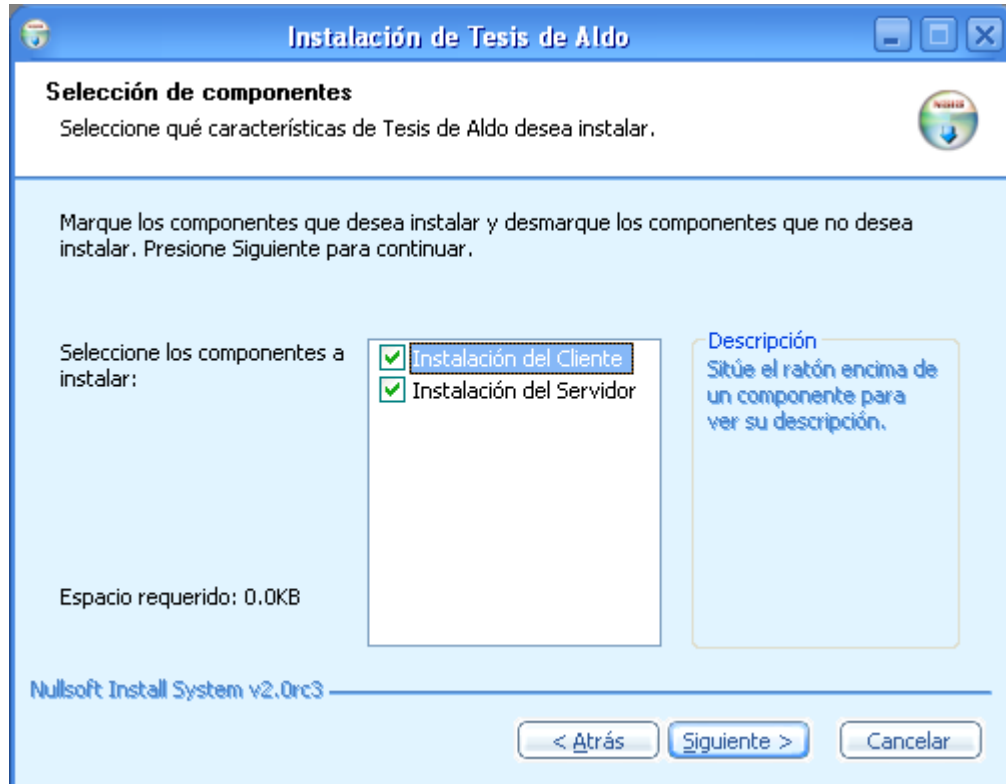 Instalación de Tesis de Aldo
Selección de componentes
Seleccione qué características de Tesis de Aldo desea instalar.
NSIS
Marque los componentes que desea instalar y desmarque los componentes que no desea
instalar. Presione Siguiente para continuar.
Seleccione los componentes a
instalar:
Instalación del Cliente
Instalación del Servidor
Descripción
Sitúe el ratón encima de
un componente para
ver su descripción.
Espacio requerido: 0.0KB
Nullsoft Install System v2.0rc3
< Atrás
Siguiente >
Cancelar